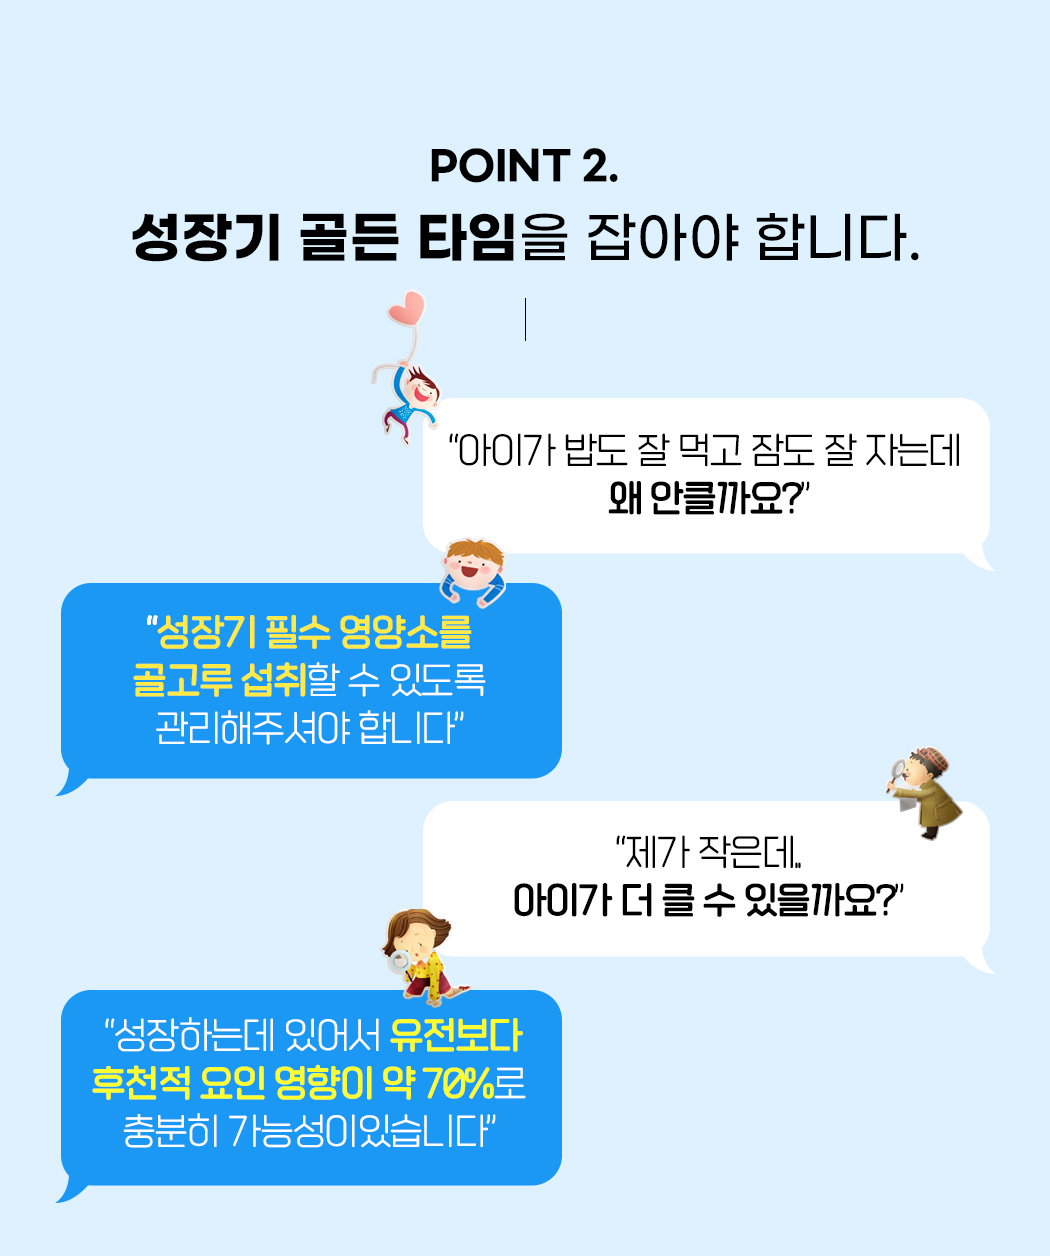 POINT 2.
성장기 골든 타임을 잡아야 합니다.
"아이가 밥도 잘 먹고 잠도 잘 자는데
왜 안클까요?"
"성장기 필수 영양소를
골고루 섭취할 수 있도록
관리해주셔야 합니다"
"제가 작은데..
아이가 더 클 수 있을까요?"
"성장하는데 있어서 유전보다
후천적 요인 영향이 약 70%로
충분히 가능성이있습니다"